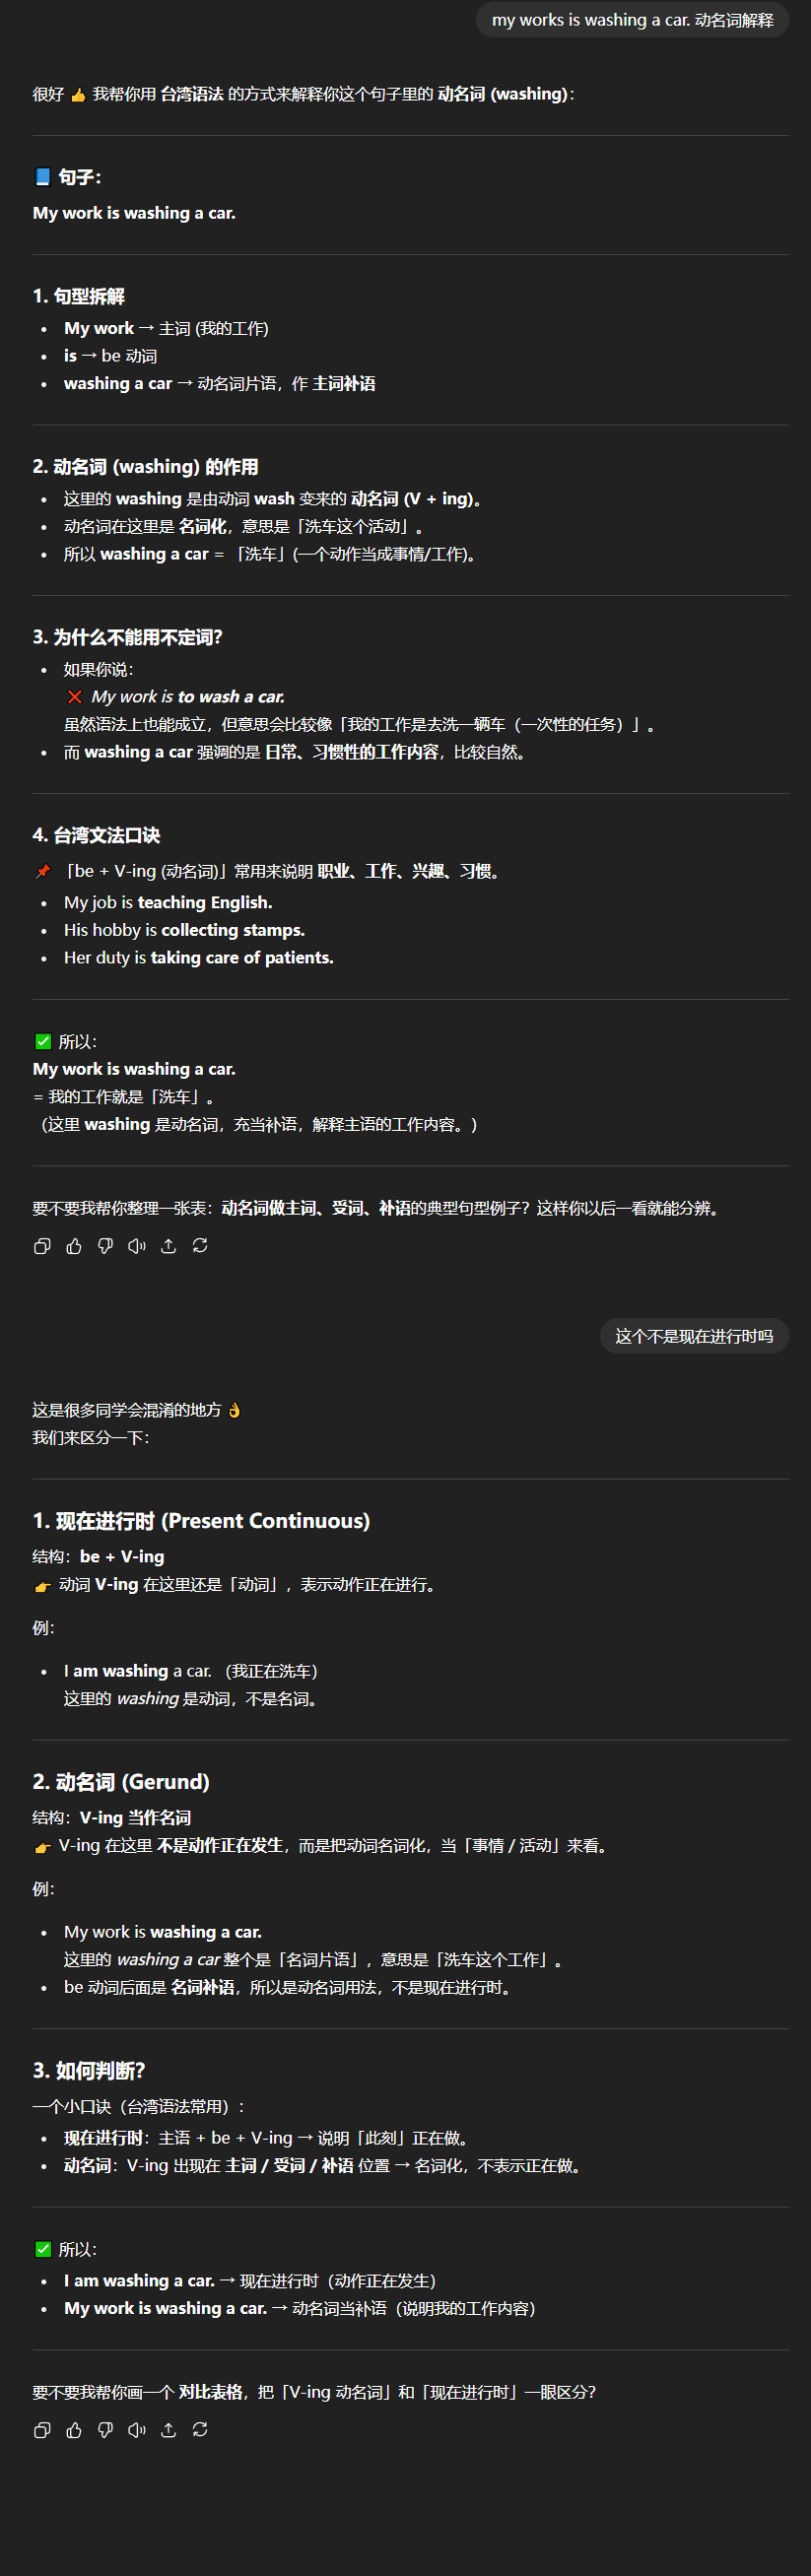 my works is washing a car. 动名词解释
很好 👍 我帮你用 台湾语法 的方式来解释你这个句子里的 动名词 (washing)：
📘 句子：
My work is washing a car.
1. 句型拆解
• My work → 主词 (我的工作)
• is → be 动词
• washing a car → 动名词片语，作 主词补语
2. 动名词 (washing) 的作用
• 这里的 washing 是由动词 wash 变来的 动名词 (V + ing)。
• 动名词在这里是 名词化，意思是「洗车这个活动」。
• 所以 washing a car = 「洗车」(一个动作当成事情/工作)。
3. 为什么不能用不定词？
• 如果你说：
❌ My work is to wash a car.
虽然语法上也能成立，但意思会比较像「我的工作是去洗一辆车（一次性的任务）」。
• 而 washing a car 强调的是 日常、习惯性的工作内容，比较自然。
4. 台湾文法口诀
📌 「be + V-ing (动名词)」常用来说明 职业、工作、兴趣、习惯。
• My job is teaching English.
• His hobby is collecting stamps.
• Her duty is taking care of patients.
✅ 所以：
My work is washing a car.
= 我的工作就是「洗车」。
（这里 washing 是动名词，充当补语，解释主语的工作内容。）
要不要我帮你整理一张表：动名词做主词、受词、补语的典型句型例子？这样你以后一看就能分辨。
这个不是现在进行时吗
这是很多同学会混淆的地方 👌
我们来区分一下：
1. 现在进行时 (Present Continuous)
结构：be + V-ing
👉 动词 V-ing 在这里还是「动词」，表示动作正在进行。
例：
• I am washing a car. （我正在洗车）
这里的 washing 是动词，不是名词。
2. 动名词 (Gerund)
结构：V-ing 当作名词
👉 V-ing 在这里 不是动作正在发生，而是把动词名词化，当「事情 / 活动」来看。
例：
• My work is washing a car.
这里的 washing a car 整个是「名词片语」，意思是「洗车这个工作」。
• be 动词后面是 名词补语，所以是动名词用法，不是现在进行时。
3. 如何判断？
一个小口诀（台湾语法常用）：
• 现在进行时：主语 + be + V-ing → 说明「此刻」正在做。
• 动名词：V-ing 出现在 主词 / 受词 / 补语 位置 → 名词化，不表示正在做。
✅ 所以：
• I am washing a car. → 现在进行时（动作正在发生）
• My work is washing a car. → 动名词当补语（说明我的工作内容）
要不要我帮你画一个 对比表格，把「V-ing 动名词」和「现在进行时」一眼区分？